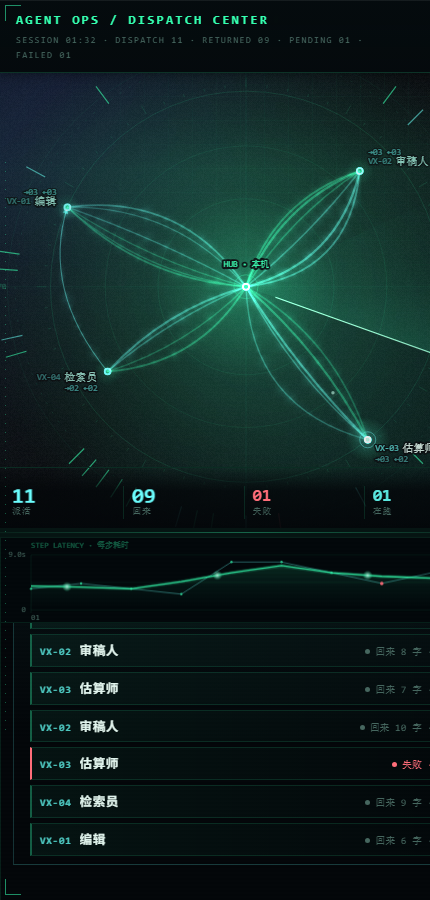 AGENT OPS / DISPATCH CENTER
SESSION 01:32 · DISPATCH 11 · RETURNED 09 · PENDING 01 ·
FAILED 01
→03 ←03
VX-02 审稿人
→03 ←03
VX-01 编辑
HUB · 本机
VX-04 检索员
→02 ←02
VX-03 估算师
→03 ←02
11
派活
09
回来
01
失败
01
在跑
STEP LATENCY · 每步耗时
9.0s
0
01
VX-02 审稿人 回来 8 字
VX-03 估算师 回来 7 字
VX-02 审稿人 回来 10 字
VX-03 估算师 失败
VX-04 检索员 回来 9 字
VX-01 编辑 回来 6 字